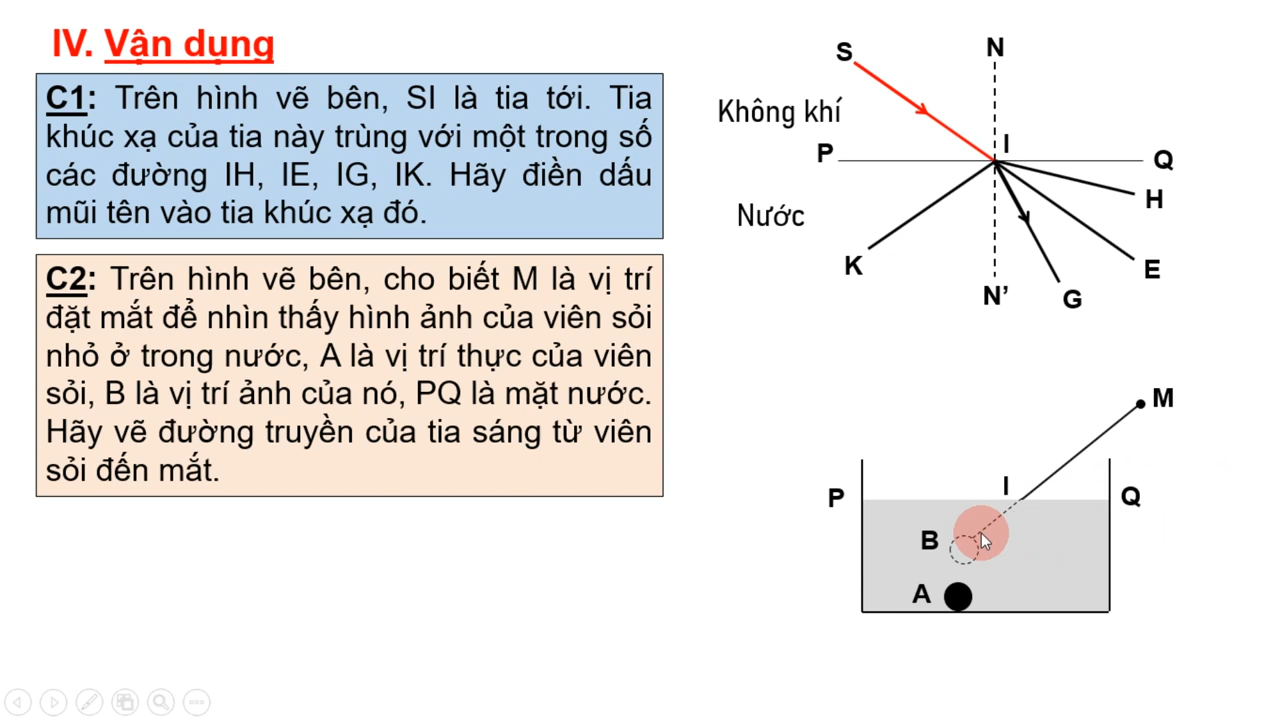 IV. Vận dụng
C1: Trên hình vẽ bên, SI là tia tới. Tia
khúc xạ của tia này trùng với một trong số
các đường IH, IE, IG, IK. Hãy điền dấu
mũi tên vào tia khúc xạ đó.
C2: Trên hình vẽ bên, cho biết M là vị trí
đặt mắt để nhìn thấy hình ảnh của viên sỏi
nhỏ ở trong nước, A là vị trí thực của viên
sỏi, B là vị trí ảnh của nó, PQ là mặt nước.
Hãy vẽ đường truyền của tia sáng từ viên
sỏi đến mắt.
S
N
Không khí
I
P
Q
H
Nước
K
E
N’
G
M
I
P
Q
B
A